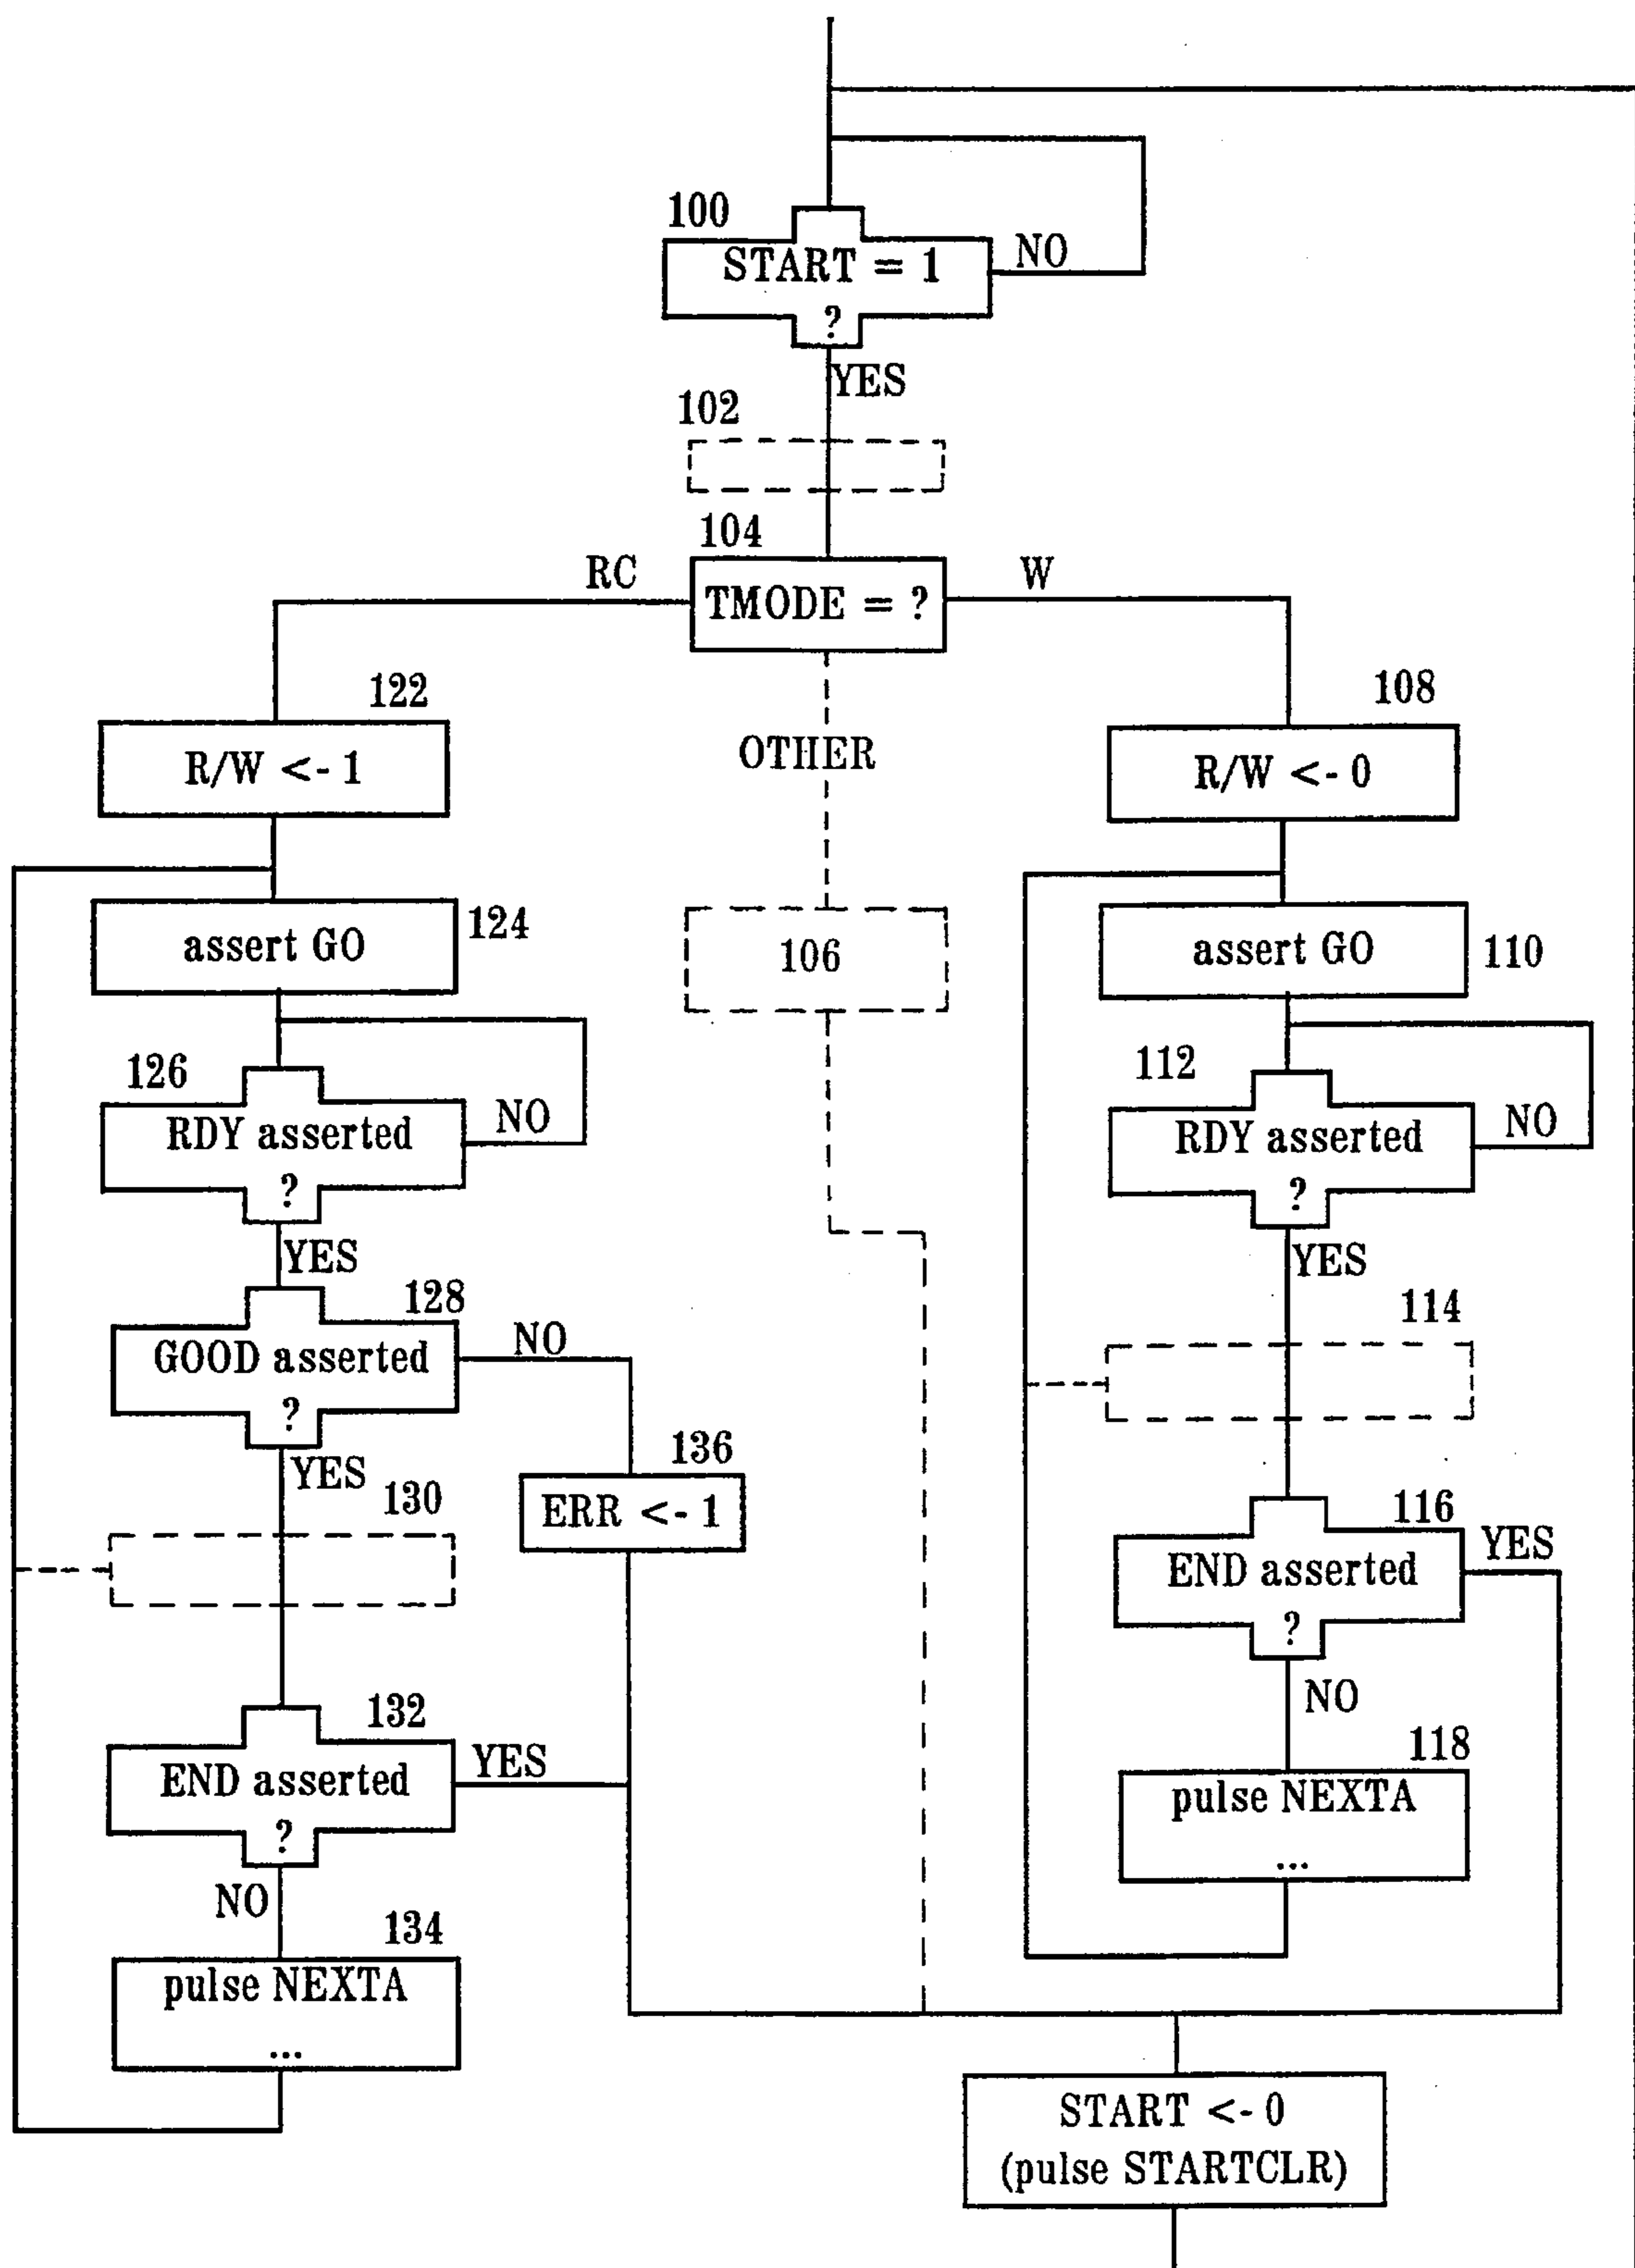 100
START = 1
?
NO
YES
102
104
TMODE = ?
RC
W
OTHER
106
122
R/W <- 1
124
assert GO
126
RDY asserted
?
NO
YES
128
GOOD asserted
?
NO
YES
130
136
ERR <- 1
132
END asserted
?
YES
NO
134
pulse NEXTA
...
108
R/W <- 0
110
assert GO
112
RDY asserted
?
NO
YES
114
116
END asserted
?
YES
NO
118
pulse NEXTA
...
START <- 0
(pulse STARTCLR)